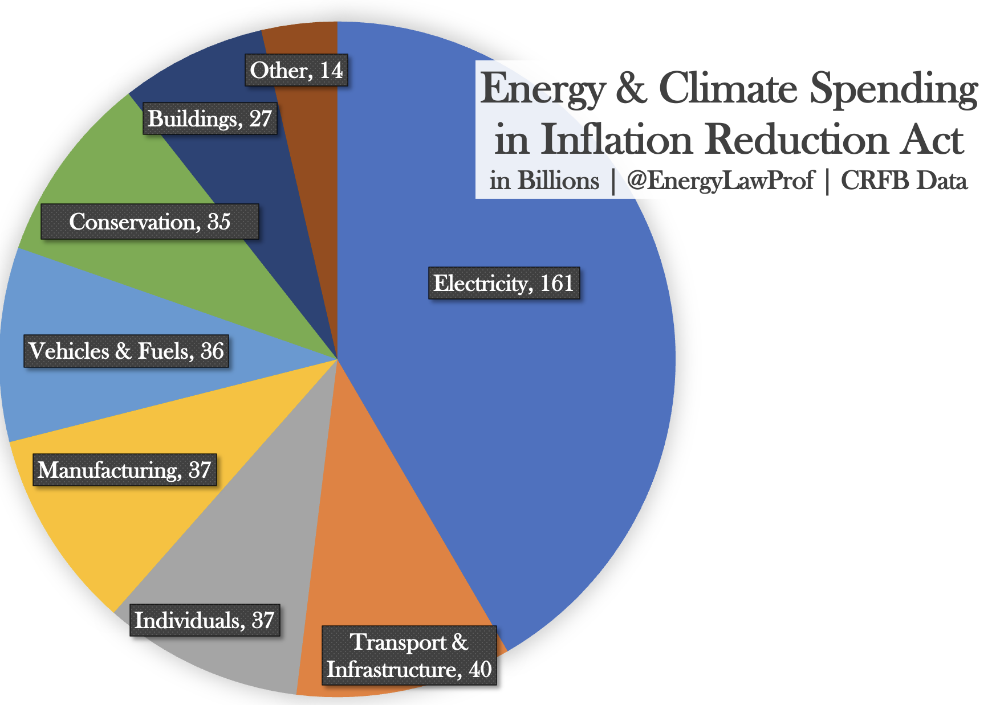 Energy & Climate Spending
in Inflation Reduction Act
in Billions | @EnergyLawProf | CRFB Data
Other, 14
Buildings, 27
Conservation, 35
Electricity, 161
Vehicles & Fuels, 36
Manufacturing, 37
Individuals, 37
Transport &
Infrastructure, 40